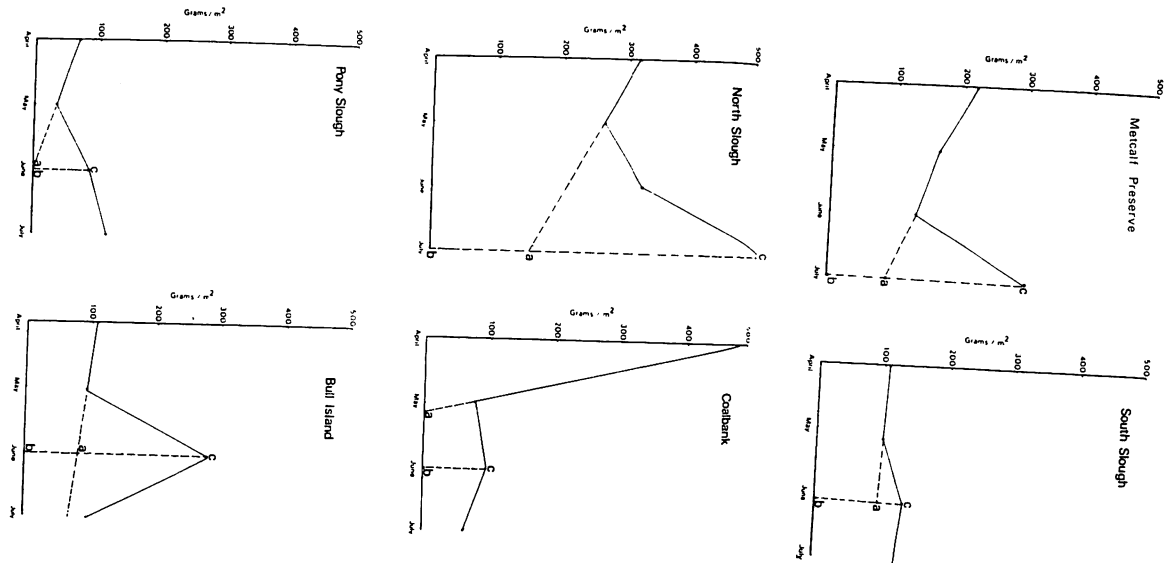 Pony Slough
Grams / m²
100
200
300
400
500
April
May
June
July
a
b
c
North Slough
Grams / m²
100
300
400
500
April
May
June
July
b
a
c
Metcalf Preserve
Grams / m²
100
200
300
400
500
April
May
June
July
b
a
c
Bull Island
Grams / m²
100
200
300
400
500
April
May
June
July
b
a
c
Coalbank
Grams / m²
100
200
300
400
500
April
May
June
July
a
b
c
South Slough
Grams / m²
100
200
300
400
500
April
May
June
July
b
a
c